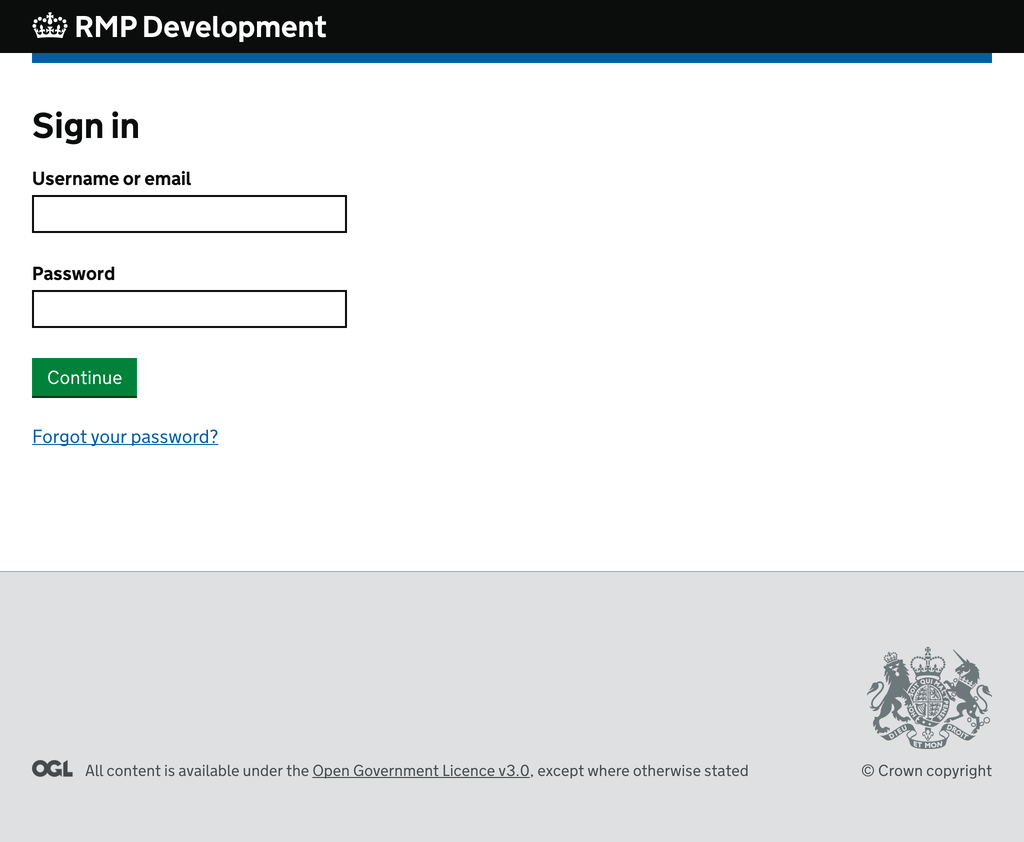 RMP Development
Sign in
Username or email
Password
Continue
Forgot your password?
DIEU ET MON DROIT
OGL All content is available under the Open Government Licence v3.0, except where otherwise stated
© Crown copyright